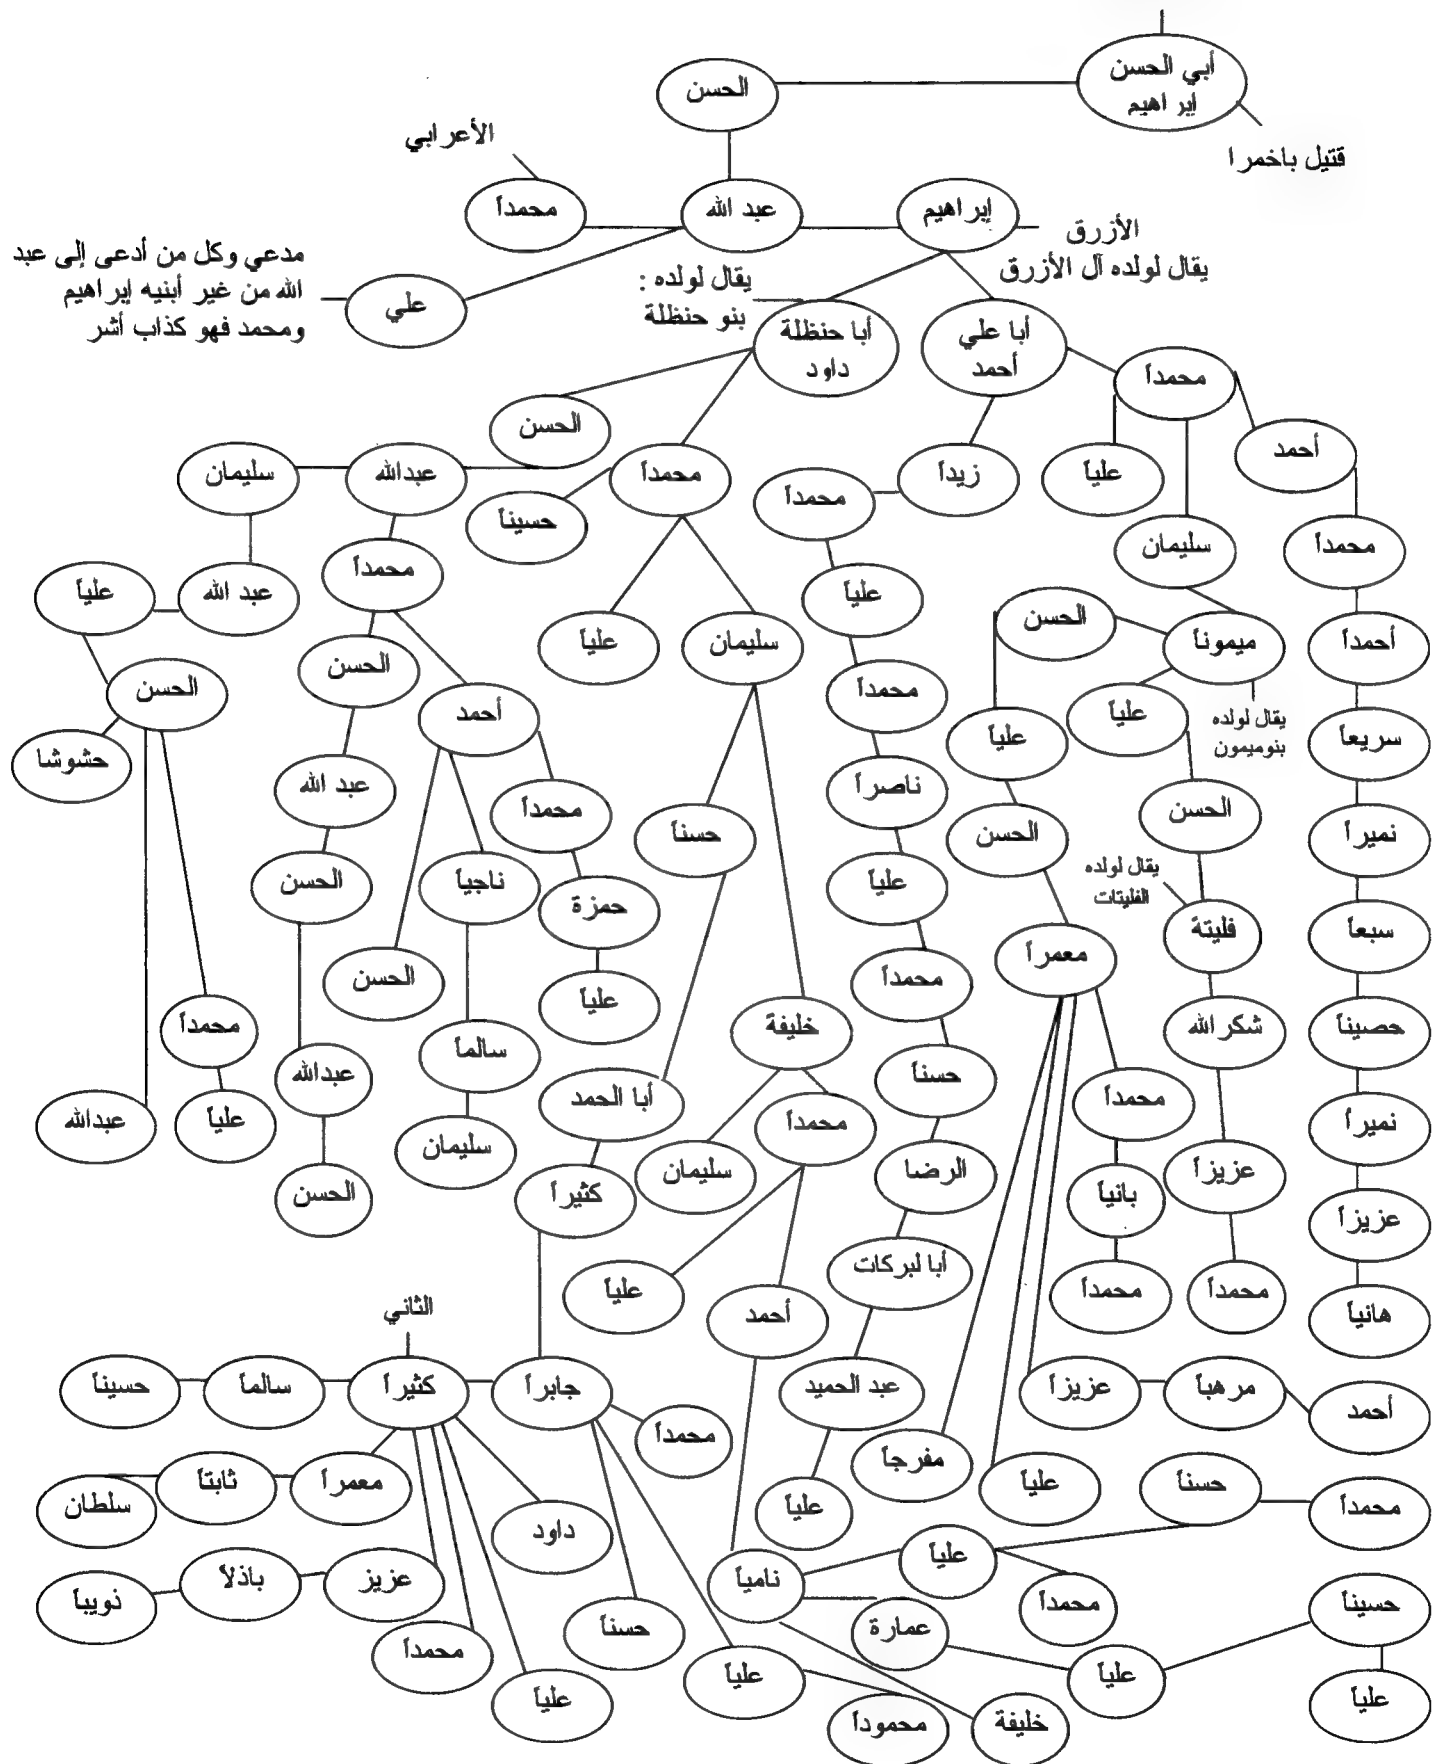 أبي الحسن
إبراهيم
الحسن
قتيل باخمرا
الأعرابي
إبراهيم
عبد الله
محمداً
الأزرق
يقال لولده آل الأزرق
مدعي وكل من أدعى إلى عبد
الله من غير أبنيه إبراهيم
ومحمد فهو كذاب أشر
علي
يقال لولده :
بنو حنظلة
أبا علي
أحمد
أبا حنظلة
داود
محمداً
الحسن
أحمد
علياً
زيداً
محمداً
محمداً
حسيناً
عبدالله
سليمان
محمداً
سليمان
محمداً
علياً
عبد الله
علياً
الحسن
أحمداً
ميموناً
سليمان
علياً
الحسن
الحسن
يقال لولده
بنوميمون
محمداً
سريعاً
علياً
علياً
أحمد
حشوشا
ناصراً
عبد الله
نميراً
الحسن
الحسن
حسناً
محمداً
يقال لولده
الفليتات
علياً
ناجياً
الحسن
سبعاً
فليتة
معمراً
حمزة
محمداً
الحسن
علياً
حصيناً
شكر الله
خليفة
محمداً
سالماً
حسناً
عبدالله
نميراً
محمداً
محمداً
أبا الحمد
علياً
عبدالله
سليمان
عزيزاً
بانياً
الرضا
سليمان
كثيراً
الحسن
عزيزاً
أبا لبركات
محمداً
محمداً
علياً
هانياً
أحمد
الثاني
أحمد
مرهباً
عزيزاً
عبد الحميد
جابراً
كثيراً
سالماً
حسيناً
محمداً
مفرجاً
علياً
حسناً
محمداً
معمراً
ثابتاً
سلطان
علياً
داود
علياً
نامياً
عزيز
باذلاً
نويبا
محمداً
حسيناً
حسناً
عمارة
محمداً
علياً
علياً
علياً
علياً
محموداً
خليفة